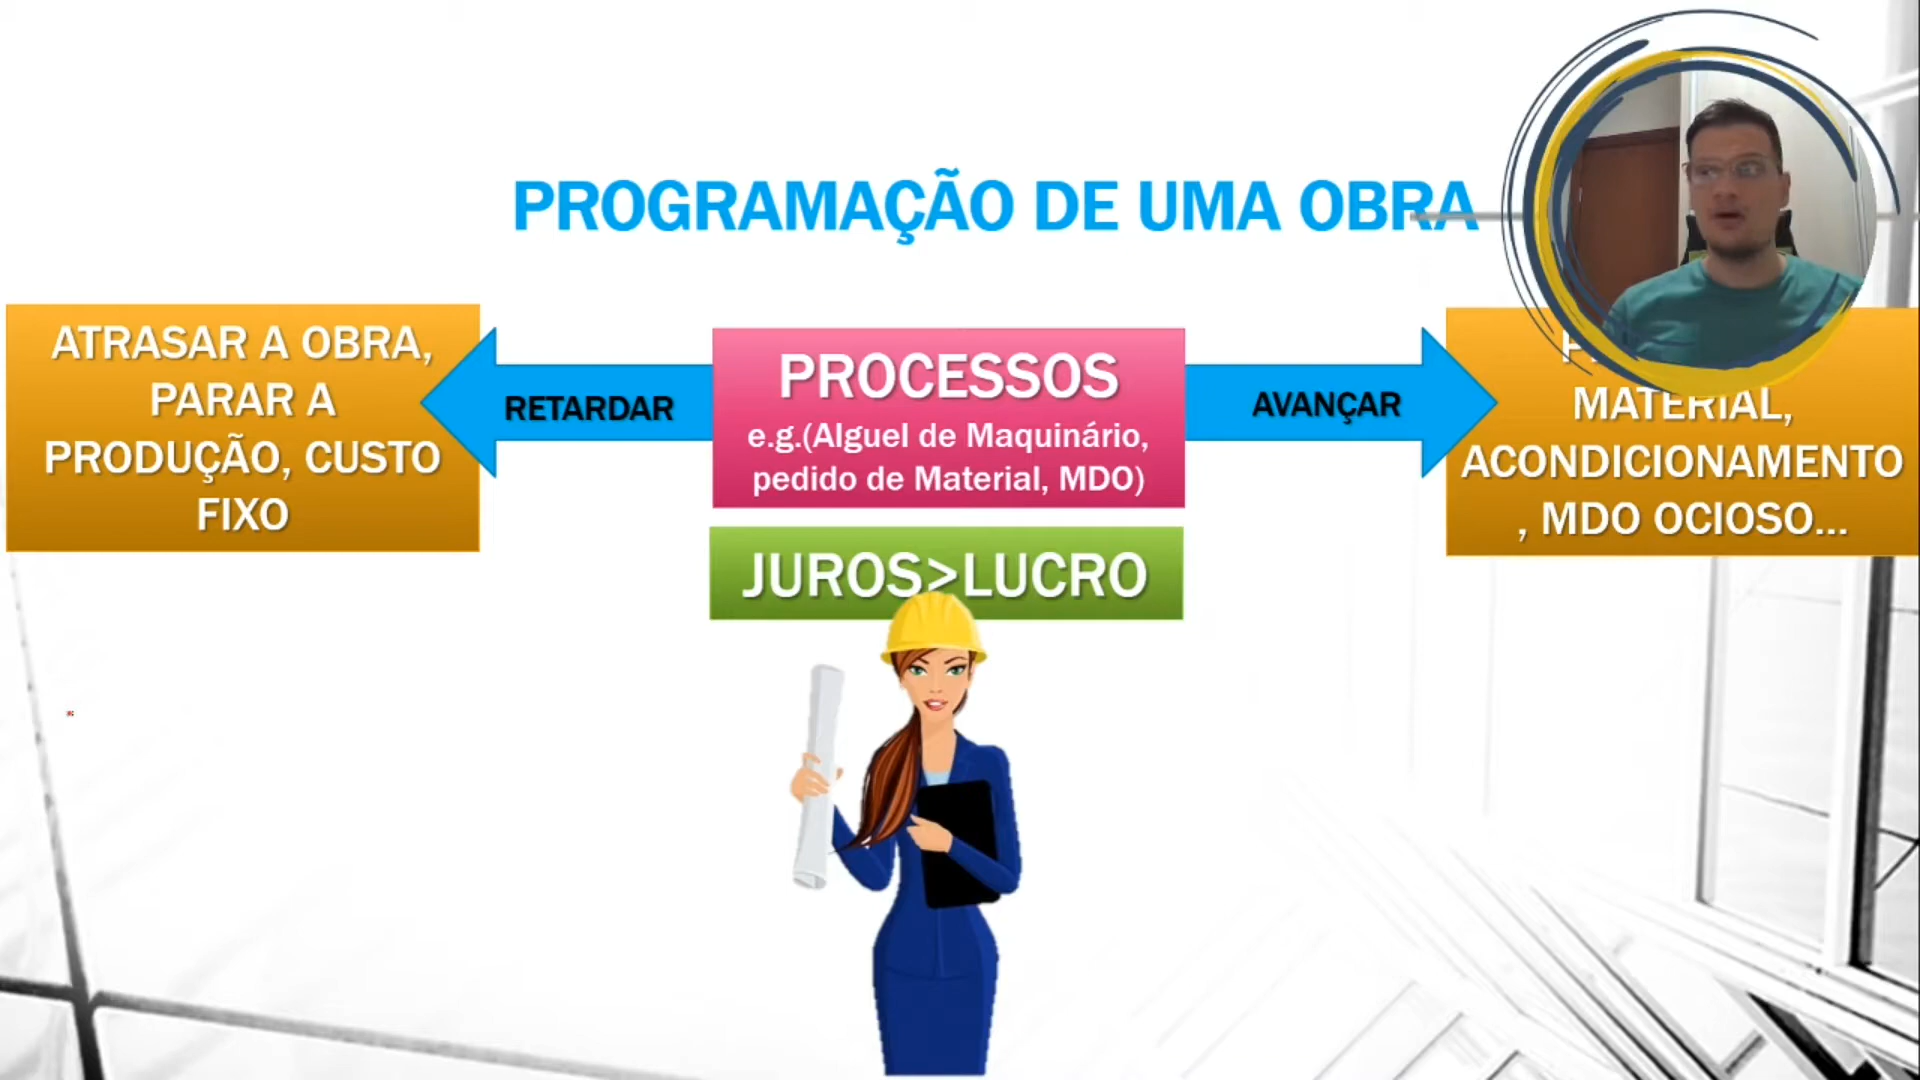 PROGRAMAÇÃO DE UMA OBRA
ATRASAR A OBRA,
PARAR A
PRODUÇÃO, CUSTO
FIXO
RETARDAR
PROCESSOS
e.g.(Alguel de Maquinário,
pedido de Material, MDO)
JUROS>LUCRO
AVANÇAR
MATERIAL,
ACONDICIONAMENTO
, MDO OCIOSO...